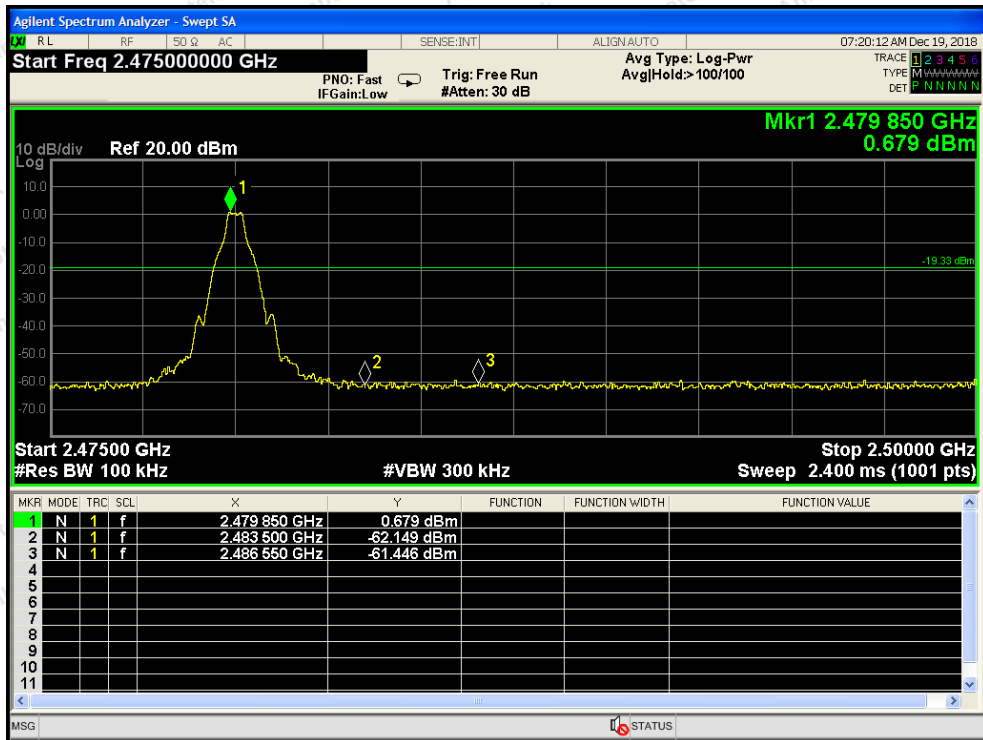 Agilent Spectrum Analyzer - Swept SA
LXI RL RF 50 Ω AC SENSE:INT ALIGN AUTO 07:20:12 AM Dec 19, 2018
Start Freq 2.475000000 GHz
PNO: Fast
IFGain:Low
Trig: Free Run
#Atten: 30 dB
Avg Type: Log-Pwr
Avg|Hold:>100/100
TRACE 1 2 3 4 5 6
TYPE M WWWWW
DET P N N N N N
Mkr1 2.479 850 GHz
0.679 dBm
10 dB/div Ref 20.00 dBm
Log
10.0
0.00
-10.0
-20.0
-30.0
-40.0
-50.0
-60.0
-70.0
1
2
3
-19.33 dBm
Start 2.47500 GHz Stop 2.50000 GHz
#Res BW 100 kHz #VBW 300 kHz Sweep 2.400 ms (1001 pts)
MKR MODE TRC SCL X Y FUNCTION FUNCTION WIDTH FUNCTION VALUE
1 N 1 f 2.479 850 GHz 0.679 dBm
2 N 1 f 2.483 500 GHz -62.149 dBm
3 N 1 f 2.486 550 GHz -61.446 dBm
4
5
6
7
8
9
10
11
MSG STATUS